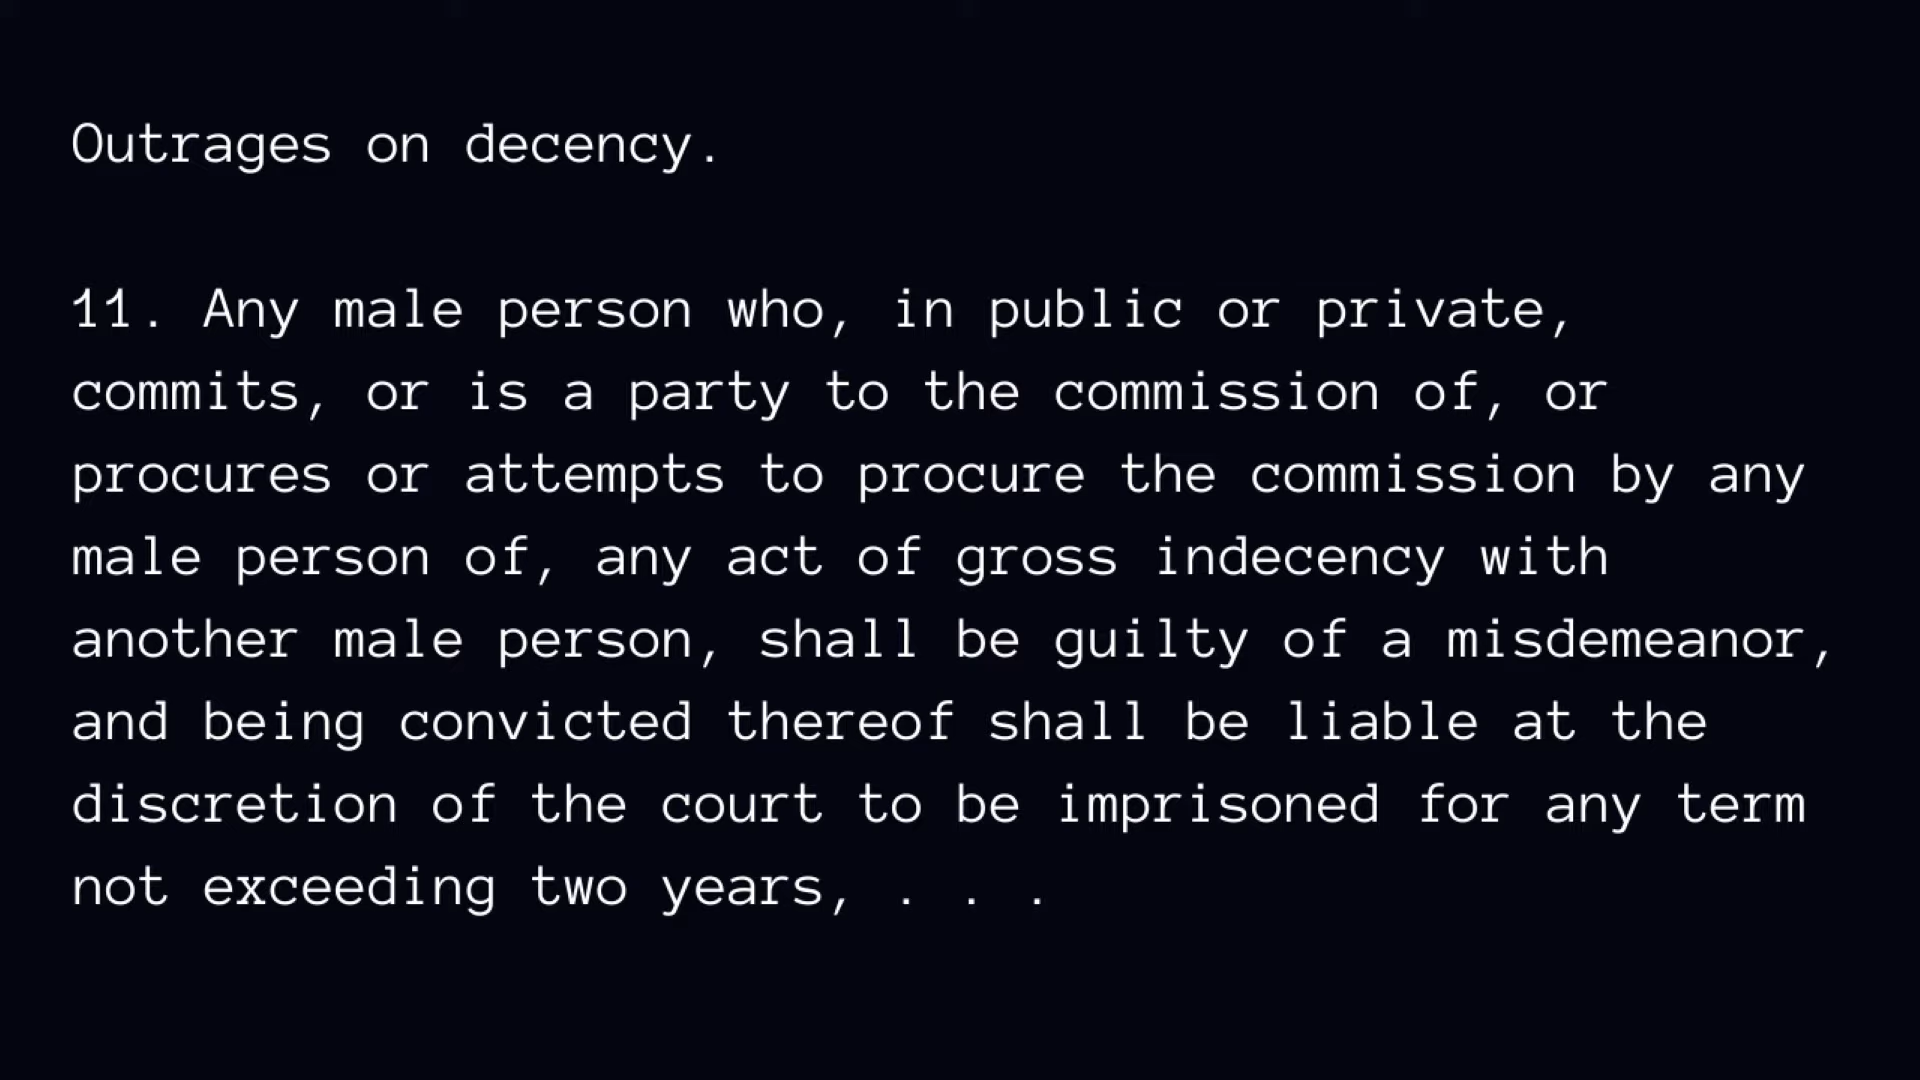 Outrages on decency.
11. Any male person who, in public or private,
commits, or is a party to the commission of, or
procures or attempts to procure the commission by any
male person of, any act of gross indecency with
another male person, shall be guilty of a misdemeanor,
and being convicted thereof shall be liable at the
discretion of the court to be imprisoned for any term
not exceeding two years, . . .